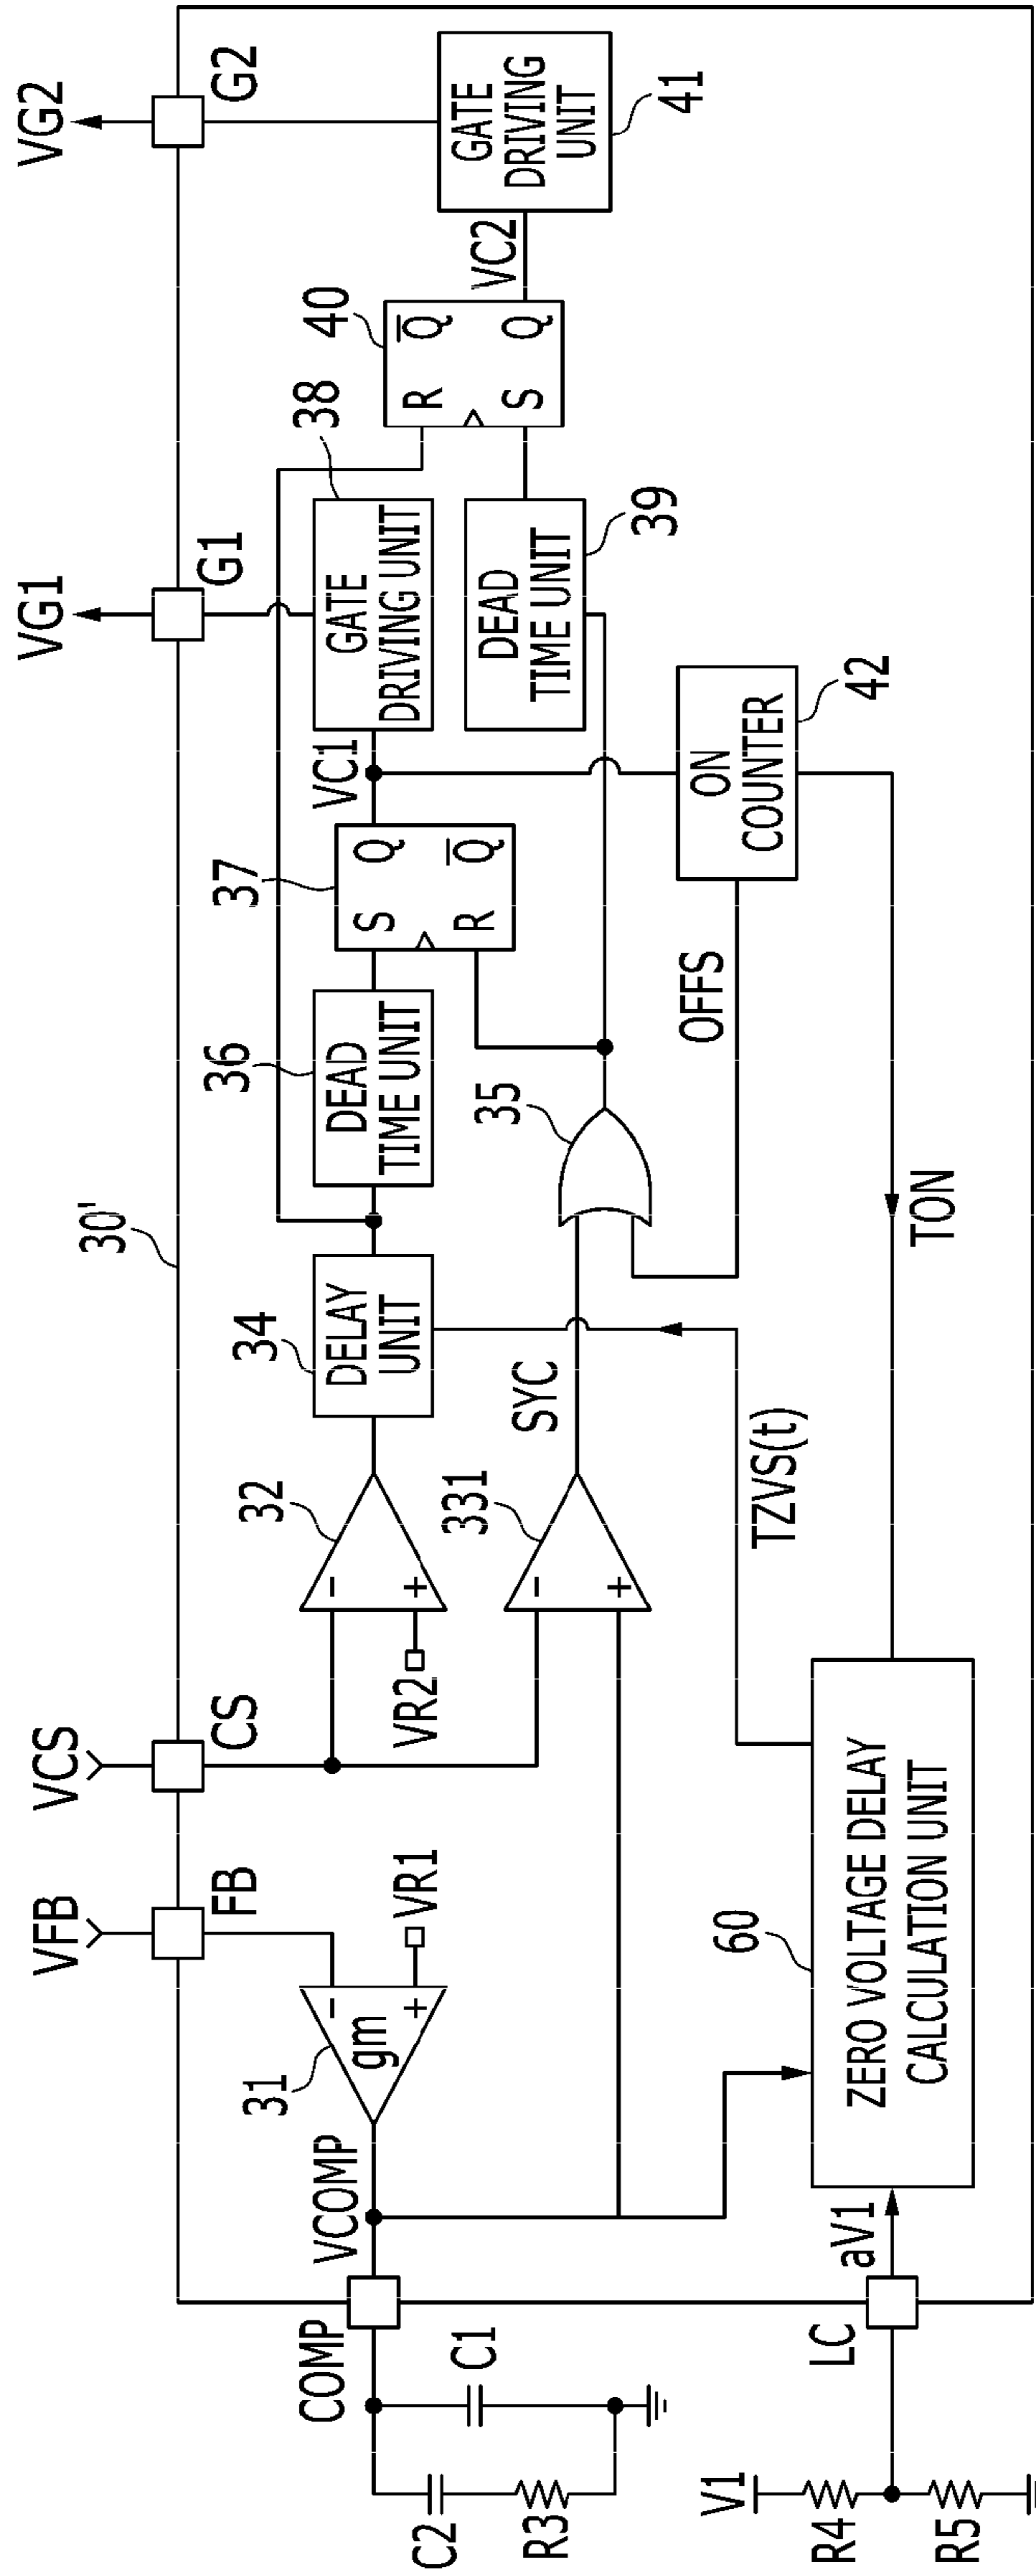 30'
VFB
VCS
VG1
VG2
FB
CS
G1
G2
COMP
VCOMP
31
gm
-
+
VR1
32
-
+
VR2
34
DELAY
UNIT
36
DEAD
TIME UNIT
37
S
Q
R
Q̅
VC1
38
GATE
DRIVING UNIT
40
R
Q̅
S
Q
VC2
GATE
DRIVING
UNIT
41
331
-
+
SYC
35
DEAD
TIME UNIT
39
OFFS
ON
COUNTER
42
C2
C1
R3
TZVS(t)
TON
60
ZERO VOLTAGE DELAY
CALCULATION UNIT
V1
R4
R5
LC
aV1